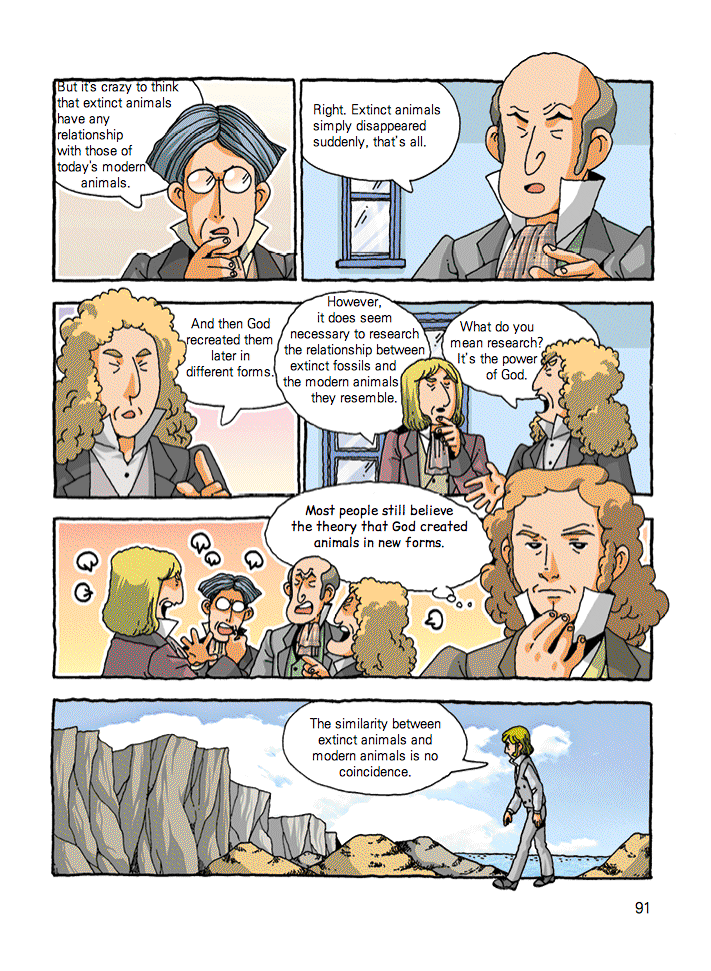 But it's crazy to think
that extinct animals
have any
relationship
with those of
today's modern
animals.
Right. Extinct animals
simply disappeared
suddenly, that's all.
And then God
recreated them
later in
different forms.
However,
it does seem
necessary to research
the relationship between
extinct fossils and
the modern animals
they resemble.
What do you
mean research?
It's the power
of God.
Most people still believe
the theory that God created
animals in new forms.
The similarity between
extinct animals and
modern animals is no
coincidence.
91